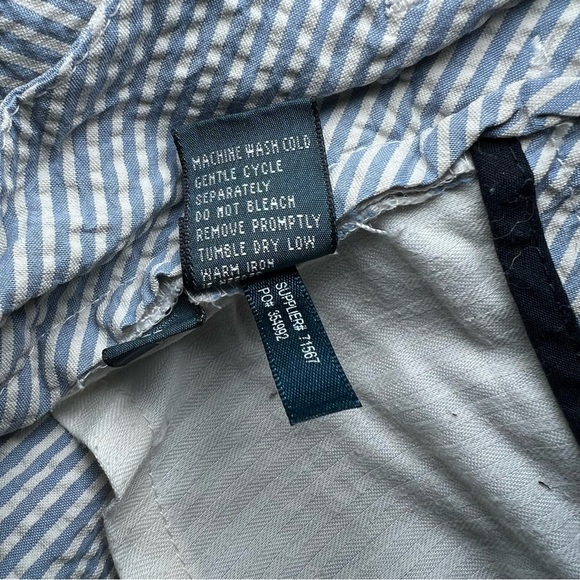 MACHINE WASH COLD
GENTLE CYCLE
SEPARATELY
DO NOT BLEACH
REMOVE PROMPTLY
TUMBLE DRY LOW
WARM IRON
SUPPLIER# 71567
PO# 354992